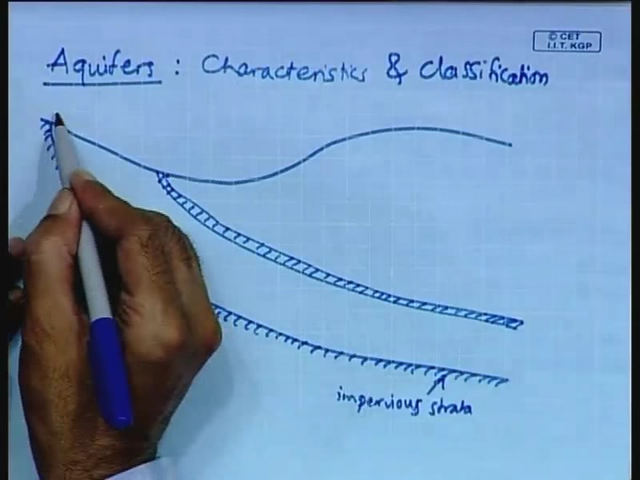 © CET
I.I.T. KGP
Aquifers : Characteristics & Classification
impervious strata